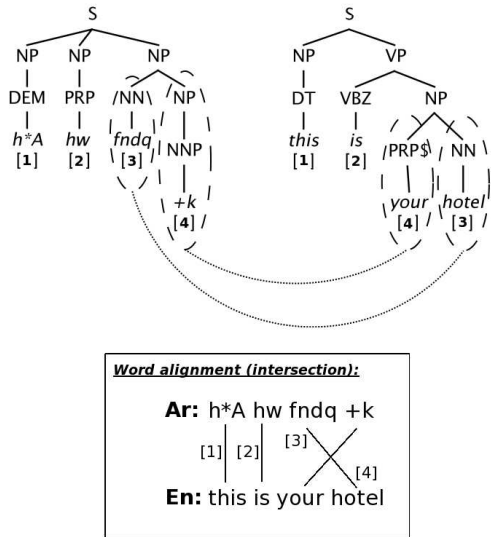 S S
NP NP NP NP VP
DEM PRP NN NP DT VBZ NP
h*A hw fndq NNP this is PRP$ NN
[1] [2] [3] [1] [2]
+k your hotel
[4] [4] [3]
Word alignment (intersection):
Ar: h*A hw fndq +k
[1] [2] [3]
[4]
En: this is your hotel